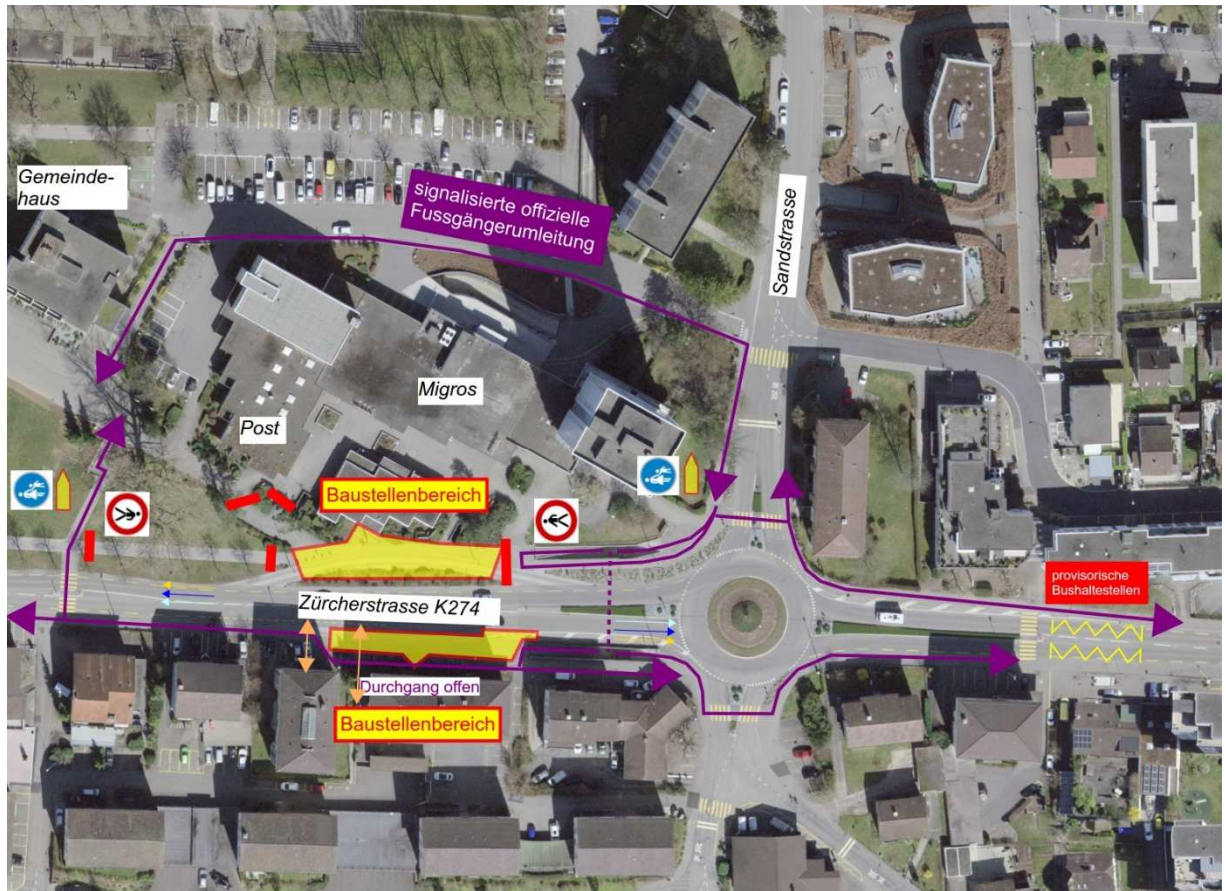 Gemeinde-
haus
signalisierte offizielle
Fussgängerumleitung
Sandstrasse
Migros
Post
Baustellenbereich
provisorische
Bushaltestellen
Zürcherstrasse K274
Durchgang offen
Baustellenbereich